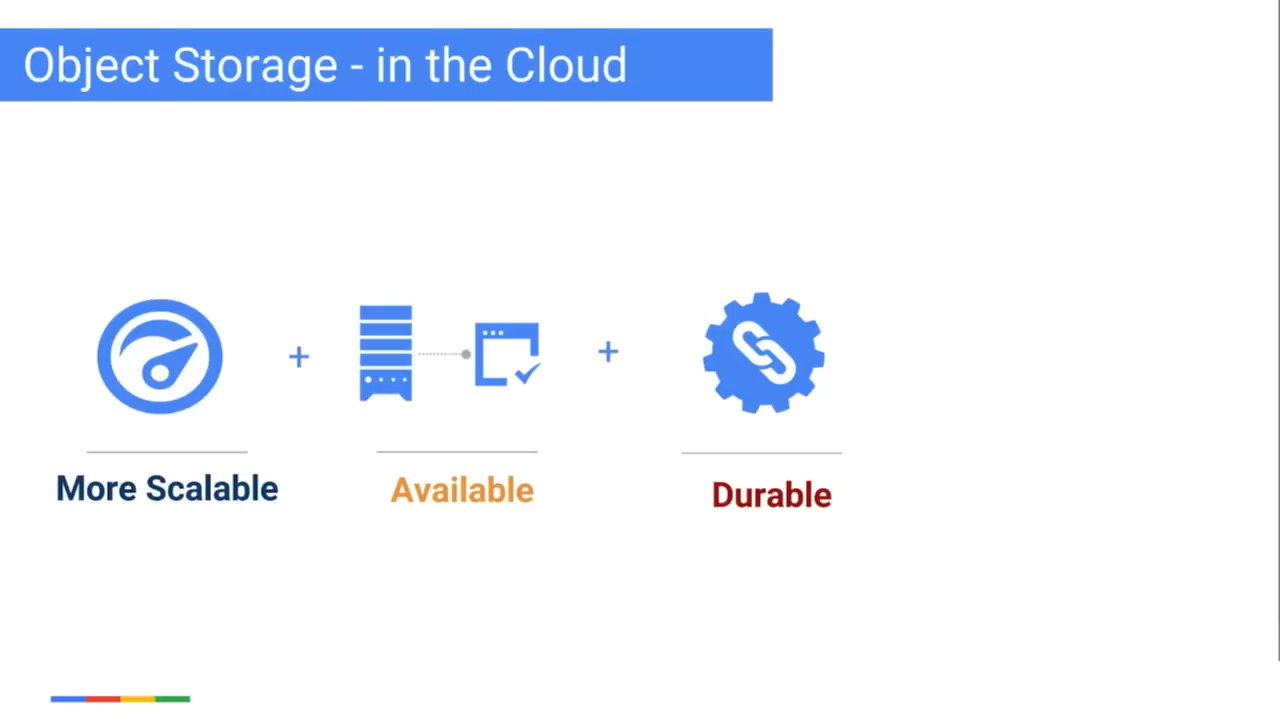 Object Storage - in the Cloud
+ +
More Scalable
Available
Durable